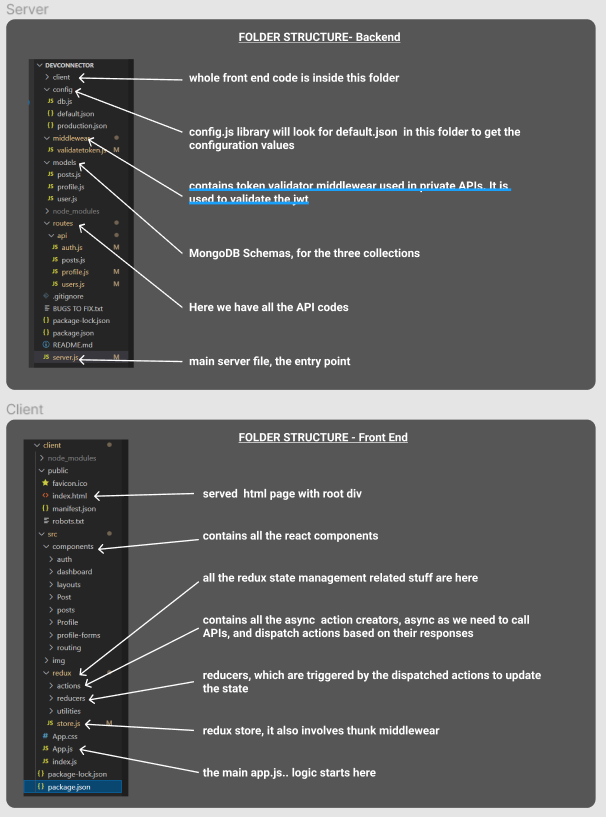 Server
FOLDER STRUCTURE- Backend
DEVCONNECTOR
client
whole front end code is inside this folder
config
JS db.js
{} default.json
{} production.json
config.js library will look for default.json in this folder to get the
configuration values
middlewear
JS validatetoken.js M
models
JS posts.js
JS profile.js
JS user.js
contains token validator middlewear used in private APIs. It is
used to validate the jwt
node_modules
routes
api
JS auth.js M
JS posts.js
JS profile.js M
JS users.js M
MongoDB Schemas, for the three collections
.gitignore
BUGS TO FIX.txt
{} package-lock.json
{} package.json
README.md
JS server.js M
Here we have all the API codes
main server file, the entry point
Client
FOLDER STRUCTURE - Front End
client
node_modules
public
favicon.ico
<> index.html
{} manifest.json
robots.txt
served html page with root div
src
components
contains all the react components
auth
dashboard
layouts
Post
posts
Profile
profile-forms
routing
all the redux state management related stuff are here
contains all the async action creators, async as we need to call
APIs, and dispatch actions based on their responses
img
redux
actions
reducers
utilities
JS store.js M
reducers, which are triggered by the dispatched actions to update
the state
redux store, it also involves thunk middlewear
# App.css
JS App.js
JS index.js
{} package-lock.json
{} package.json
the main app.js.. logic starts here